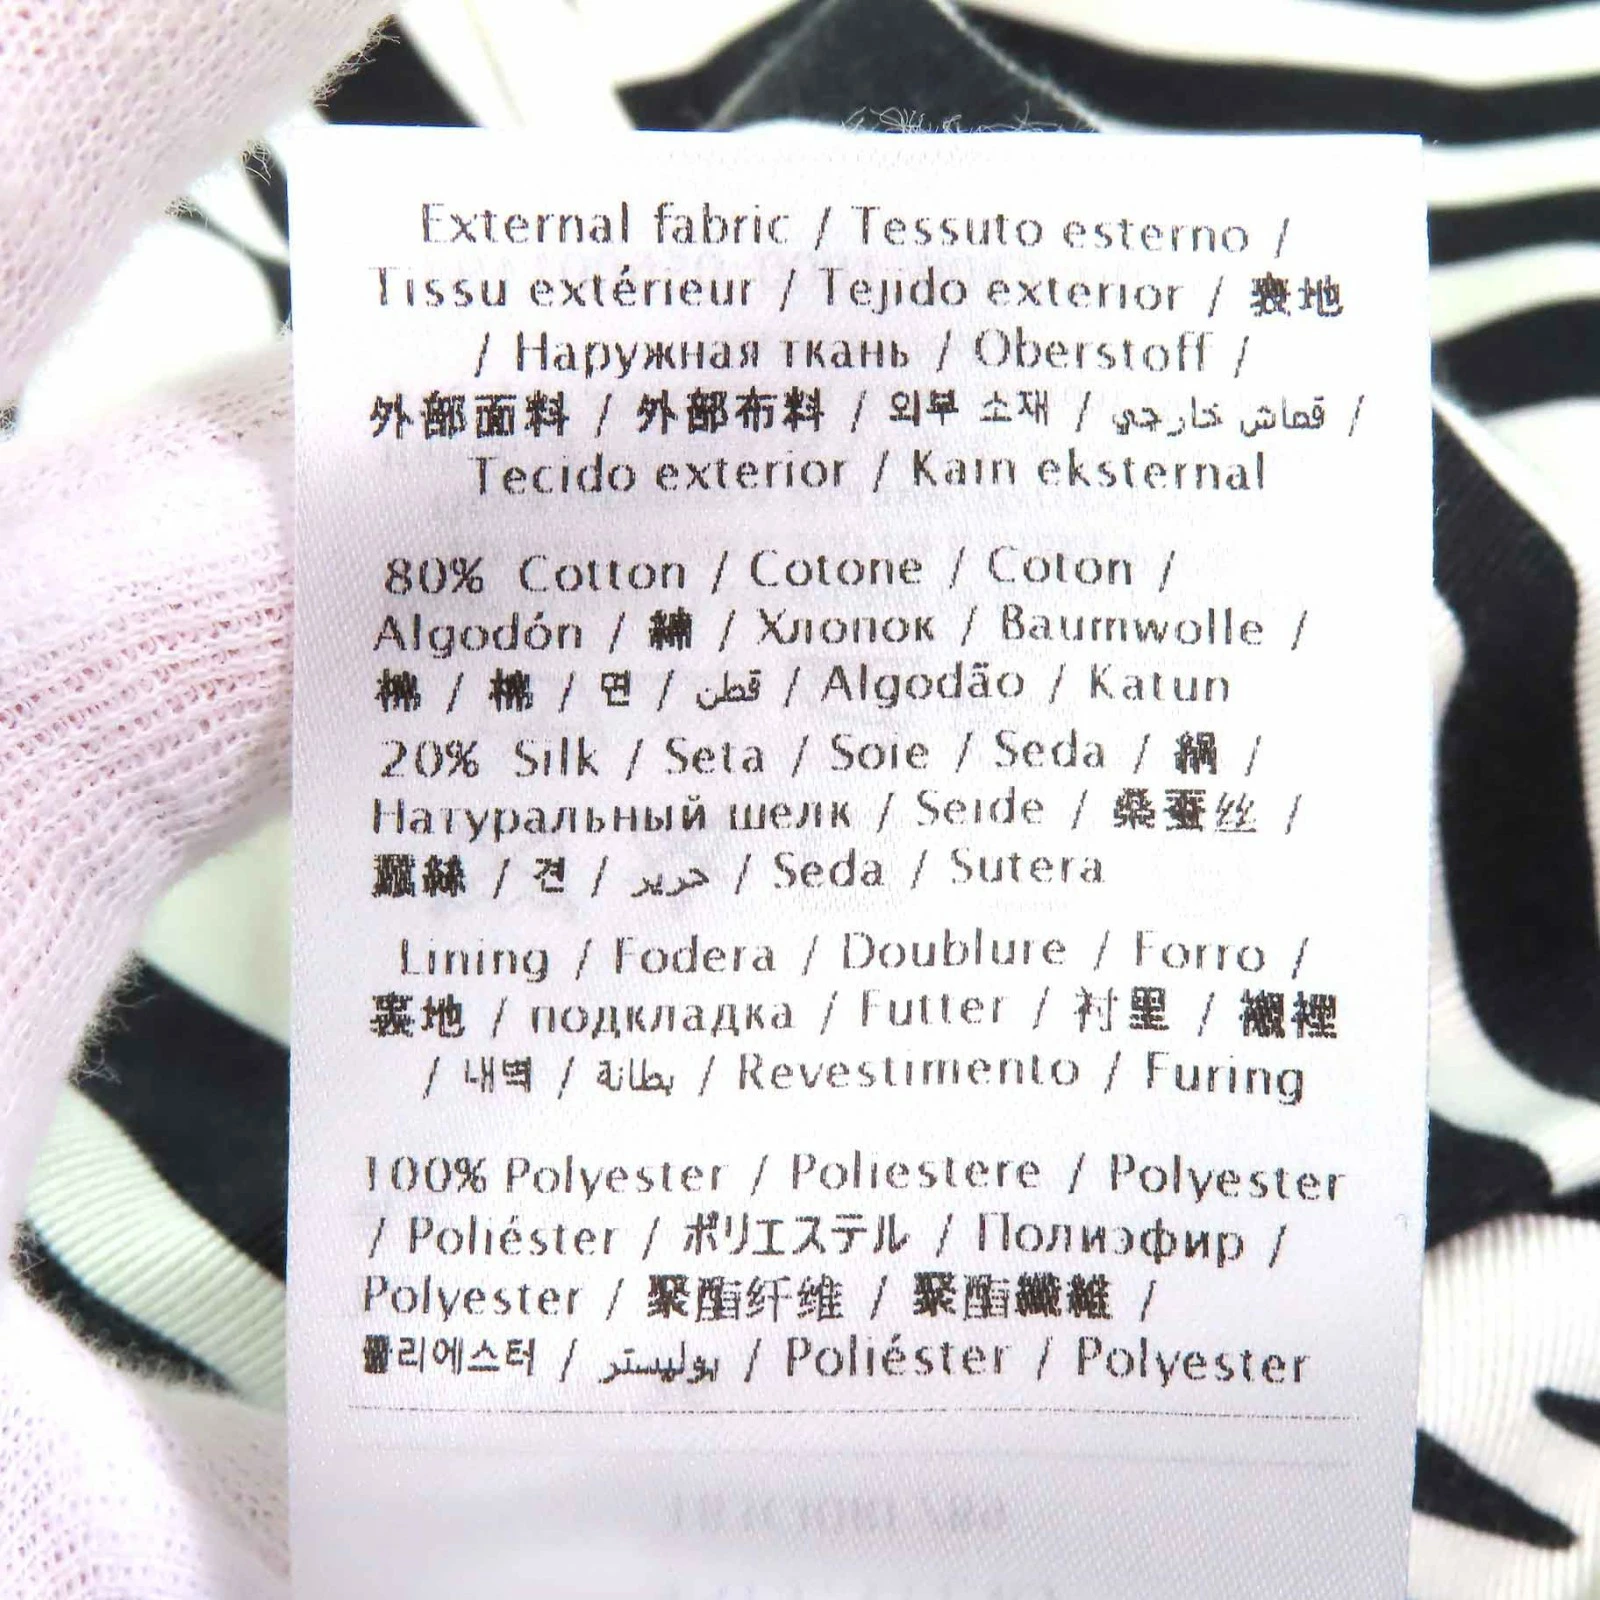 External fabric / Tessuto esterno /
Tissu extérieur / Tejido exterior / 表地
/ Наружная ткань / Oberstoff /
外部面料 / 外部布料 / 외부 소재 / قماش خارجي /
Tecido exterior / Kain eksternal
80% Cotton / Cotone / Coton /
Algodón / 綿 / Хлопок / Baumwolle /
棉 / 棉 / 면 / قطن / Algodão / Katun
20% Silk / Seta / Soie / Seda / 絹 /
Натуральный шелк / Seide / 桑蚕丝 /
蠶絲 / 견 / حرير / Seda / Sutera
Lining / Fodera / Doublure / Forro /
裏地 / подкладка / Futter / 衬里 / 襯裡
/ 내벽 / بطانة / Revestimento / Furing
100% Polyester / Poliestere / Polyester
/ Poliéster / ポリエステル / Полиэфир /
Polyester / 聚酯纤维 / 聚酯纖維 /
폴리에스터 / بوليستر / Poliéster / Polyester